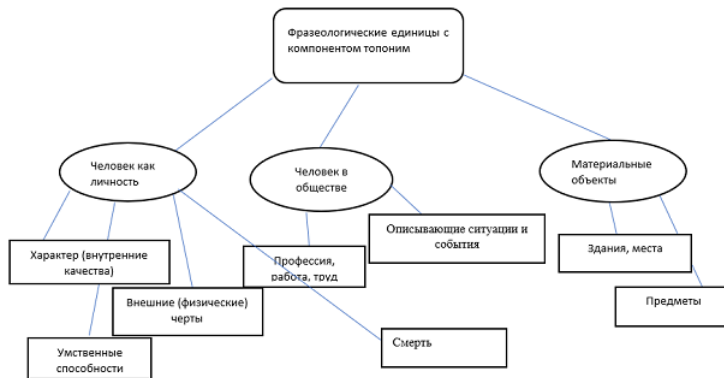 Фразеологические единицы с
компонентом топоним
Человек как
личность
Человек в
обществе
Материальные
объекты
Описывающие ситуации и
события
Характер (внутренние
качества)
Профессия,
работа, труд
Здания, места
Внешние (физические)
черты
Предметы
Умственные
способности
Смерть